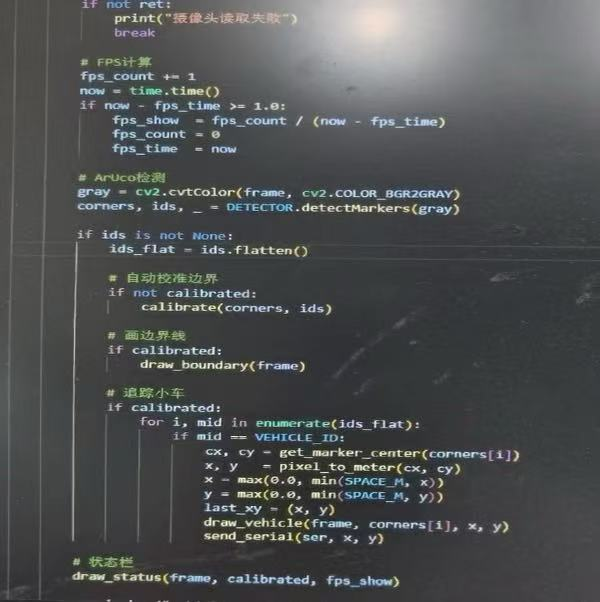 if not ret:
print("摄像头读取失败")
break
# FPS计算
fps_count += 1
now = time.time()
if now - fps_time >= 1.0:
fps_show = fps_count / (now - fps_time)
fps_count = 0
fps_time = now
# ArUco检测
gray = cv2.cvtColor(frame, cv2.COLOR_BGR2GRAY)
corners, ids, _ = DETECTOR.detectMarkers(gray)
if ids is not None:
ids_flat = ids.flatten()
# 自动校准边界
if not calibrated:
calibrate(corners, ids)
# 画边界线
if calibrated:
draw_boundary(frame)
# 追踪小车
if calibrated:
for i, mid in enumerate(ids_flat):
if mid == VEHICLE_ID:
cx, cy = get_marker_center(corners[i])
x, y = pixel_to_meter(cx, cy)
x = max(0.0, min(SPACE_M, x))
y = max(0.0, min(SPACE_M, y))
last_xy = (x, y)
draw_vehicle(frame, corners[i], x, y)
send_serial(ser, x, y)
# 状态栏
draw_status(frame, calibrated, fps_show)